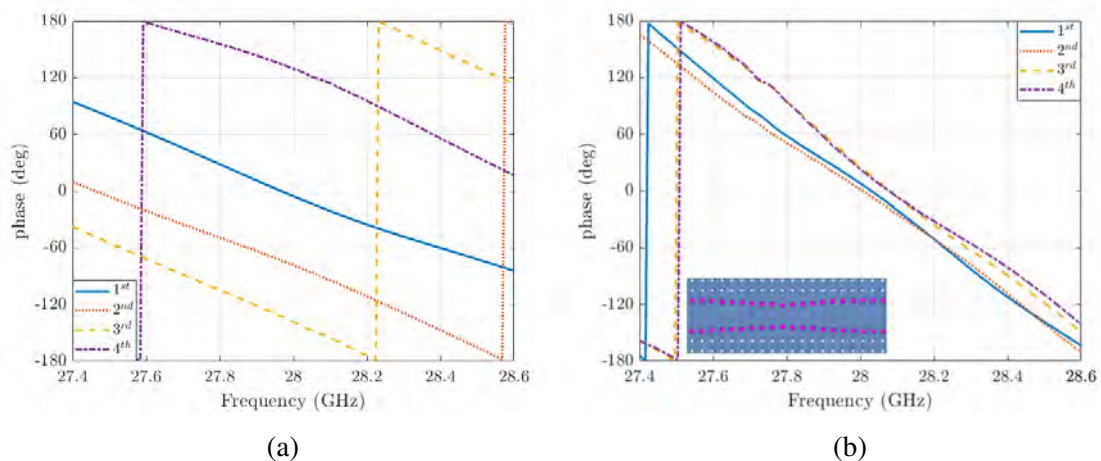 180
120
60
0
-60
-120
-180
phase (deg)
1st
2nd
3rd
4th
27.4 27.6 27.8 28 28.2 28.4 28.6
Frequency (GHz)
(a)
180
120
60
0
-60
-120
-180
phase (deg)
1st
2nd
3rd
4th
27.4 27.6 27.8 28 28.2 28.4 28.6
Frequency (GHz)
(b)